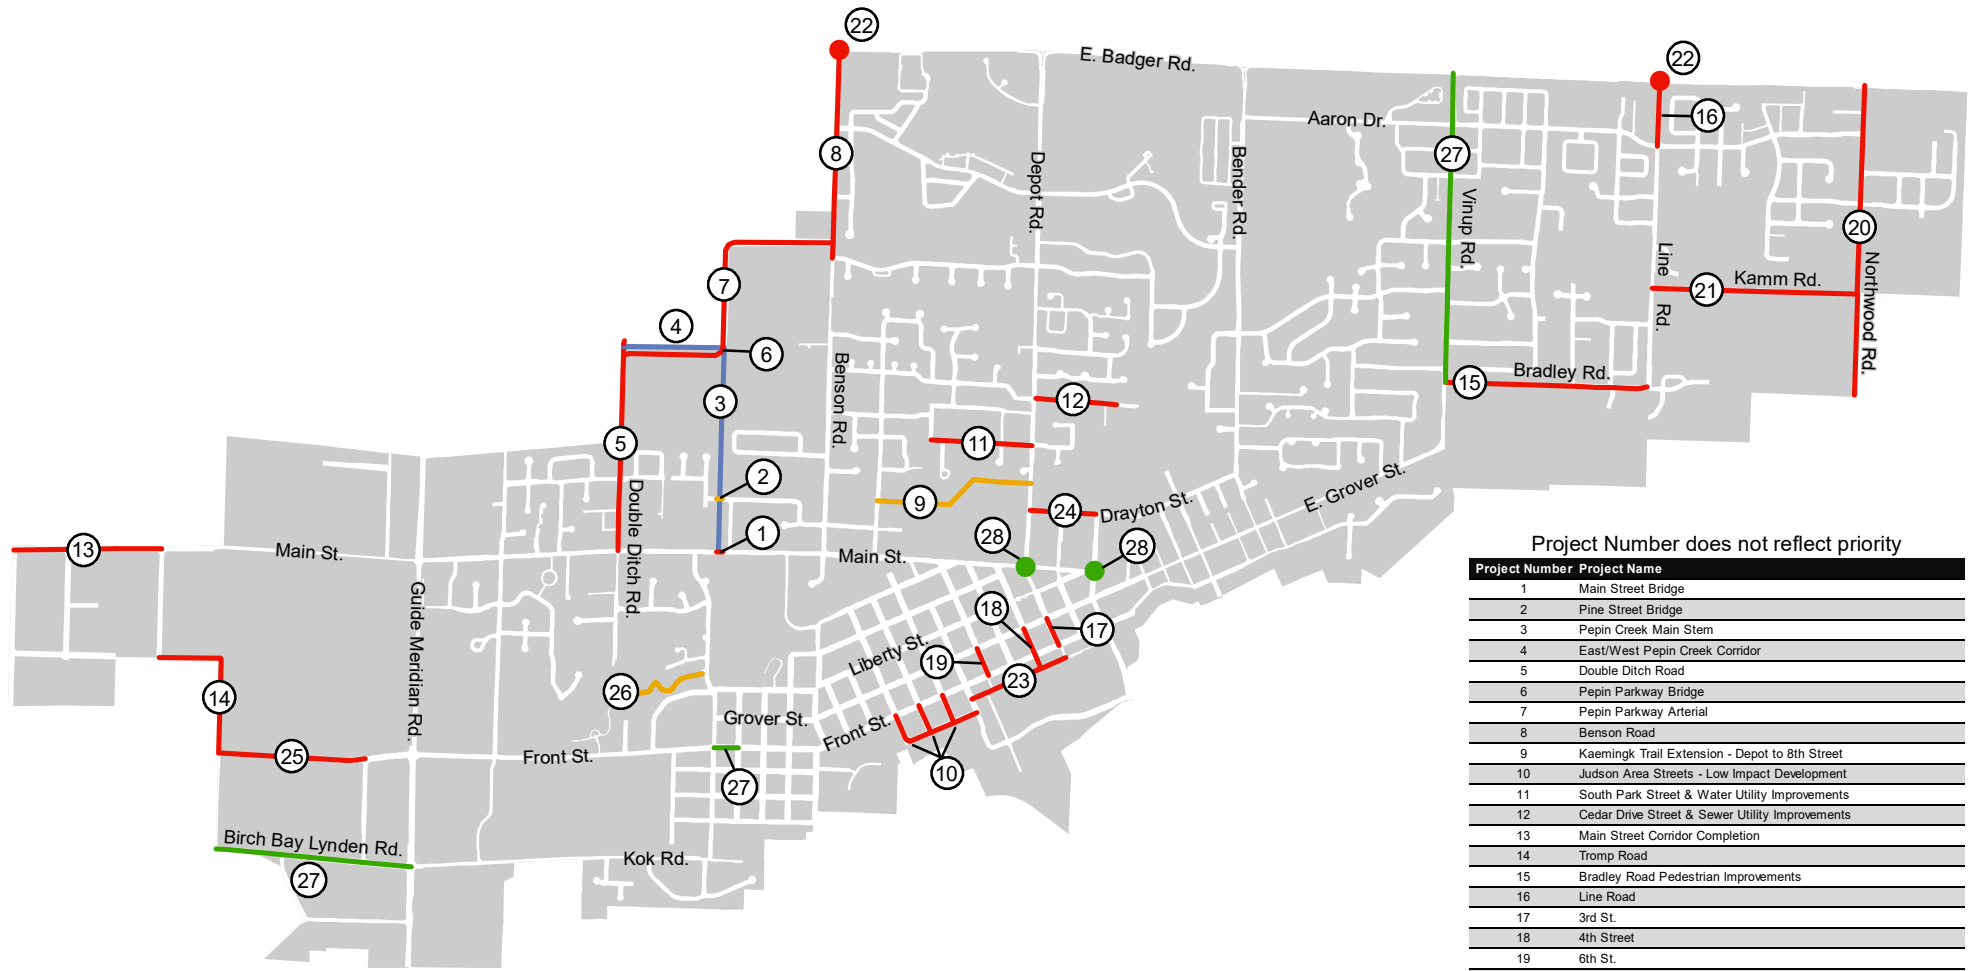 22
E. Badger Rd.
22
16
Aaron Dr.
8
27
Depot Rd.
Bender Rd.
Vinup Rd.
20
Line Rd.
Northwood Rd.
7
21
Kamm Rd.
4
6
Benson Rd.
3
12
15
Bradley Rd.
5
11
2
9
Double Ditch Rd.
24
Drayton St.
E. Grover St.
1
28
28
13
Main St.
Main St.
Guide Meridian Rd.
18
17
Liberty St.
19
23
26
14
Grover St.
Front St.
25
Front St.
27
10
Birch Bay Lynden Rd.
27
Kok Rd.
Project Number does not reflect priority
Project Number Project Name
1 Main Street Bridge
2 Pine Street Bridge
3 Pepin Creek Main Stem
4 East/West Pepin Creek Corridor
5 Double Ditch Road
6 Pepin Parkway Bridge
7 Pepin Parkway Arterial
8 Benson Road
9 Kaemingk Trail Extension - Depot to 8th Street
10 Judson Area Streets - Low Impact Development
11 South Park Street & Water Utility Improvements
12 Cedar Drive Street & Sewer Utility Improvements
13 Main Street Corridor Completion
14 Tromp Road
15 Bradley Road Pedestrian Improvements
16 Line Road
17 3rd St.
18 4th Street
19 6th St.